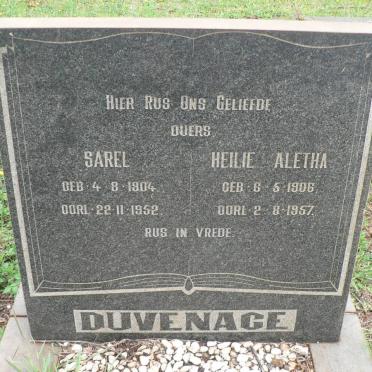 HIER RUS ONS GELIEFDE
OUERS
SAREL HEILIE ALETHA
GEB· 4· 8· 1904. GEB· 6· 5· 1906
OORL· 22· 11· 1952. OORL· 2· 8· 1957.
RUS IN VREDE.
DUVENAGE